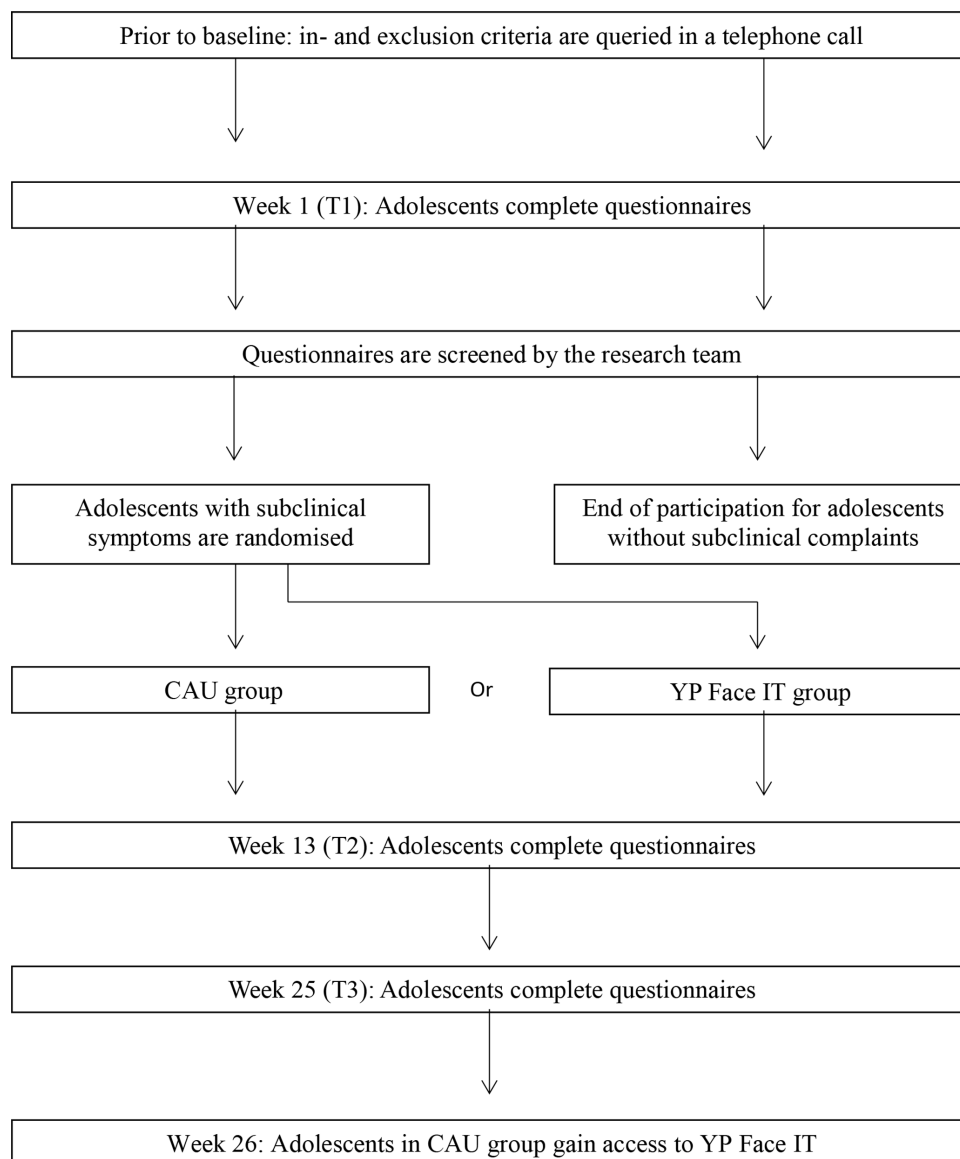 Prior to baseline: in- and exclusion criteria are queried in a telephone call
Week 1 (T1): Adolescents complete questionnaires
Questionnaires are screened by the research team
Adolescents with subclinical
symptoms are randomised
End of participation for adolescents
without subclinical complaints
CAU group
Or
YP Face IT group
Week 13 (T2): Adolescents complete questionnaires
Week 25 (T3): Adolescents complete questionnaires
Week 26: Adolescents in CAU group gain access to YP Face IT